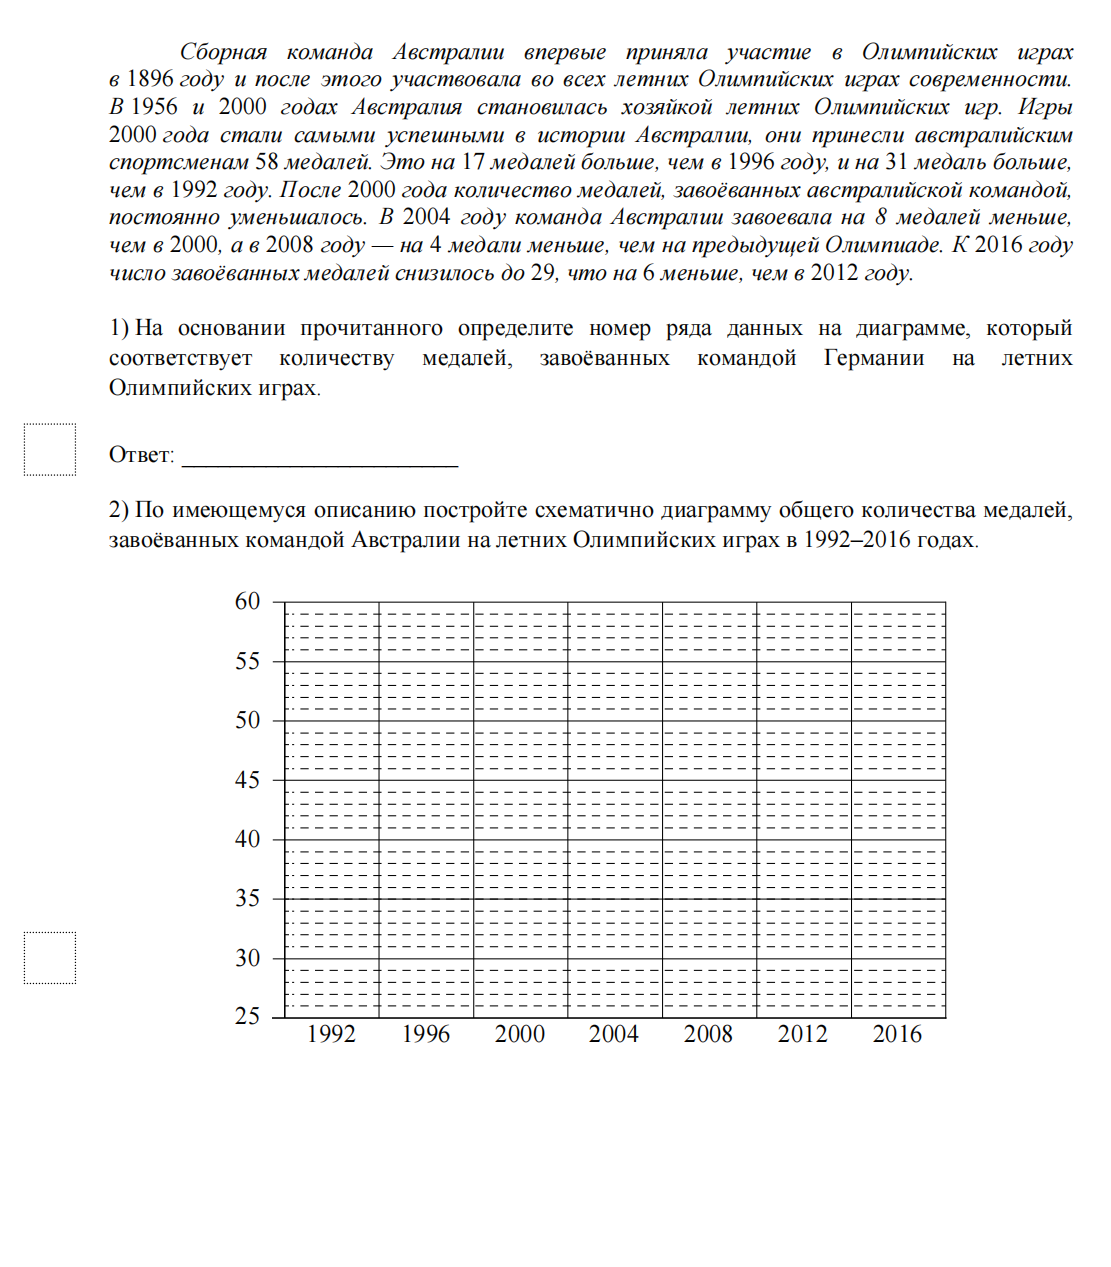 Сборная команда Австралии впервые приняла участие в Олимпийских играх
в 1896 году и после этого участвовала во всех летних Олимпийских играх современности.
В 1956 и 2000 годах Австралия становилась хозяйкой летних Олимпийских игр. Игры
2000 года стали самыми успешными в истории Австралии, они принесли австралийским
спортсменам 58 медалей. Это на 17 медалей больше, чем в 1996 году, и на 31 медаль больше,
чем в 1992 году. После 2000 года количество медалей, завоёванных австралийской командой,
постоянно уменьшалось. В 2004 году команда Австралии завоевала на 8 медалей меньше,
чем в 2000, а в 2008 году — на 4 медали меньше, чем на предыдущей Олимпиаде. К 2016 году
число завоёванных медалей снизилось до 29, что на 6 меньше, чем в 2012 году.
1) На основании прочитанного определите номер ряда данных на диаграмме, который
соответствует количеству медалей, завоёванных командой Германии на летних
Олимпийских играх.
Ответ:
2) По имеющемуся описанию постройте схематично диаграмму общего количества медалей,
завоёванных командой Австралии на летних Олимпийских играх в 1992–2016 годах.
60
55
50
45
40
35
30
25
1992 1996 2000 2004 2008 2012 2016